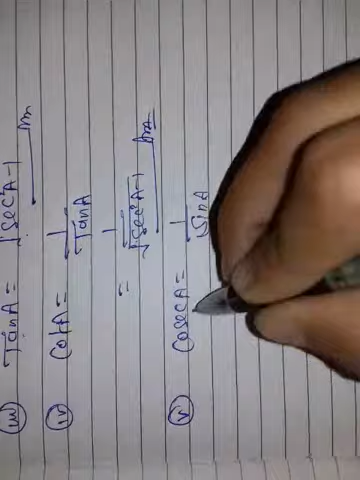 (iii) TanA = √sec²A-1 Ans
(iv) CotA = 1/TanA
= 1/√sec²A-1 Ans
(v) CosecA = 1/SinA